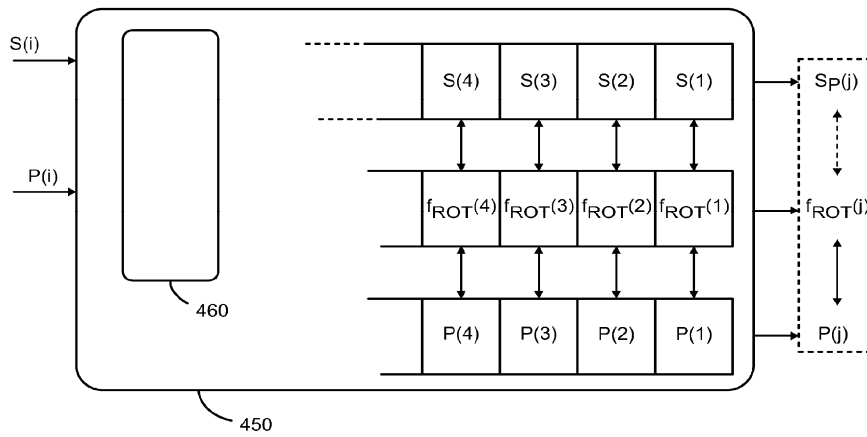 S(i)
S(4) S(3) S(2) S(1) SP(j)
P(i)
fROT(4) fROT(3) fROT(2) fROT(1) fROT(j)
460
P(4) P(3) P(2) P(1) P(j)
450